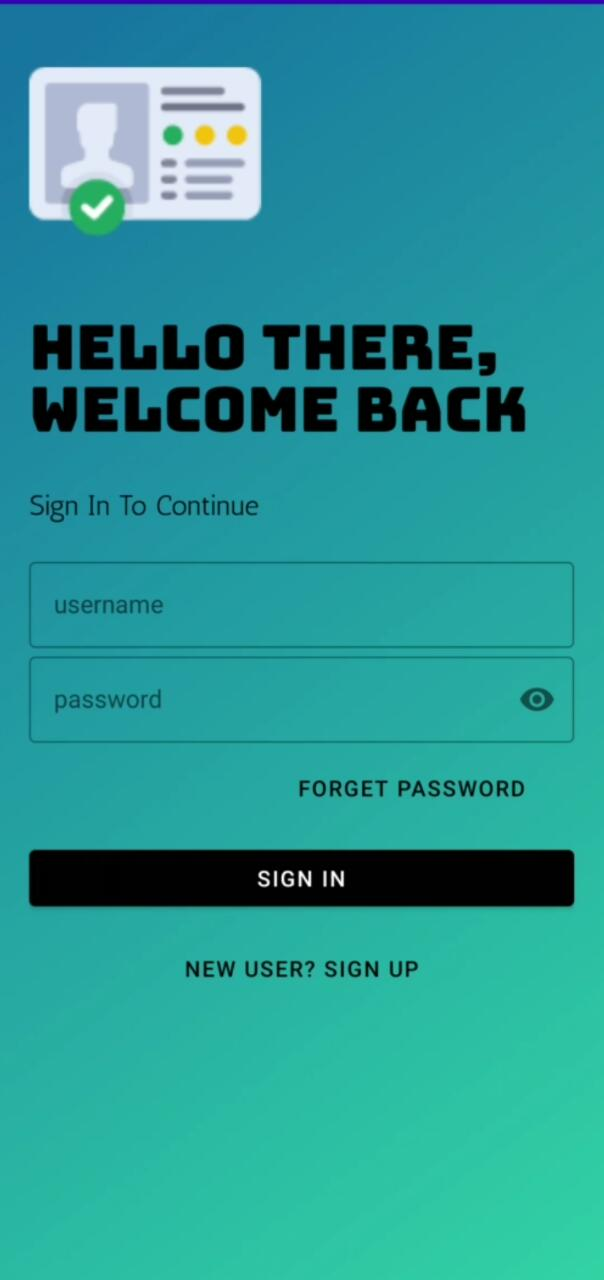 HELLO THERE,
WELCOME BACK
Sign In To Continue
username
password
FORGET PASSWORD
SIGN IN
NEW USER? SIGN UP